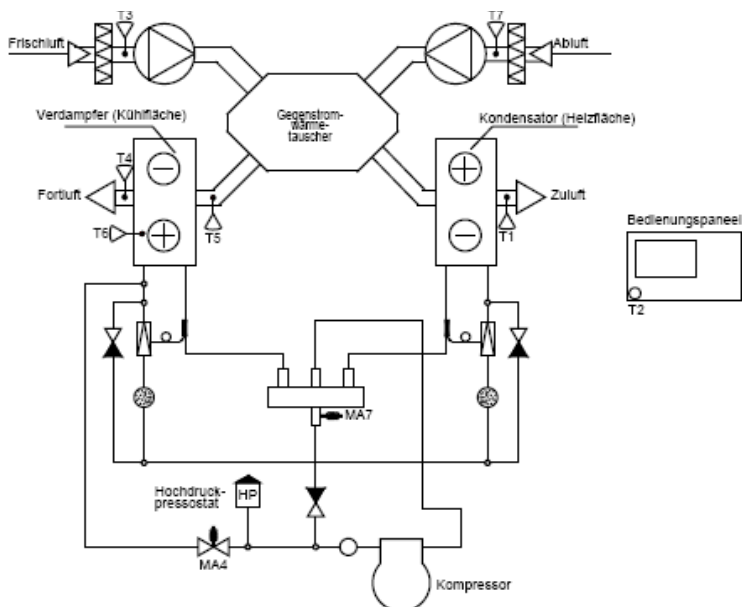 T3
T7
Frischluft
Abluft
Verdampfer (Kühlfläche)
Gegenstrom-
wärme-
tauscher
Kondensator (Heizfläche)
T4
Fortluft
Zuluft
T6
T5
T1
Bedienungspaneel
T2
MA7
Hochdruck-
pressostat
HP
MA4
Kompressor